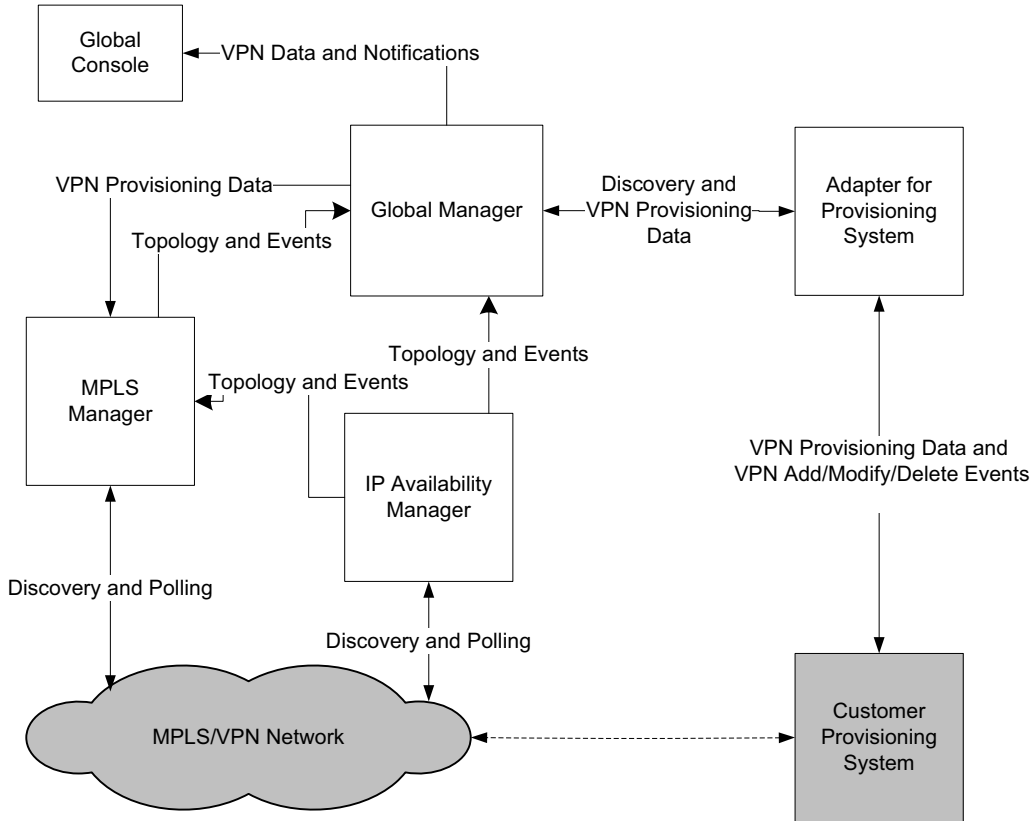 Global
Console
VPN Data and Notifications
VPN Provisioning Data
Global Manager
Discovery and
VPN Provisioning
Data
Adapter for
Provisioning
System
Topology and Events
Topology and Events
MPLS
Manager
Topology and Events
IP Availability
Manager
VPN Provisioning Data and
VPN Add/Modify/Delete Events
Discovery and Polling
Discovery and Polling
MPLS/VPN Network
Customer
Provisioning
System